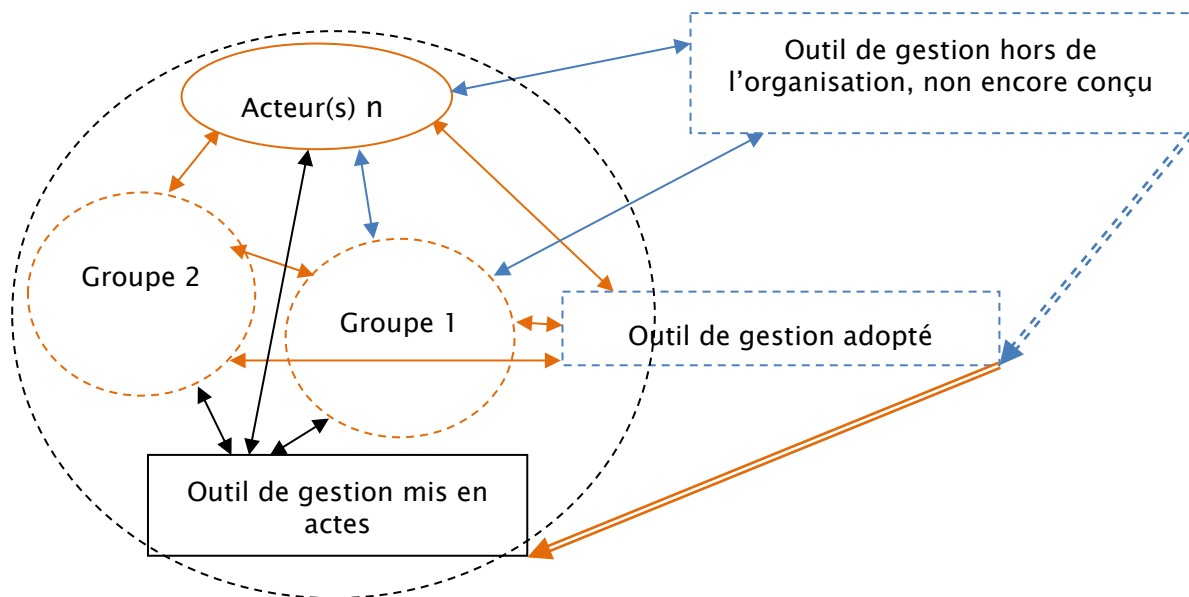 Outil de gestion hors de
l’organisation, non encore conçu
Acteur(s) n
Groupe 2
Groupe 1
Outil de gestion adopté
Outil de gestion mis en
actes